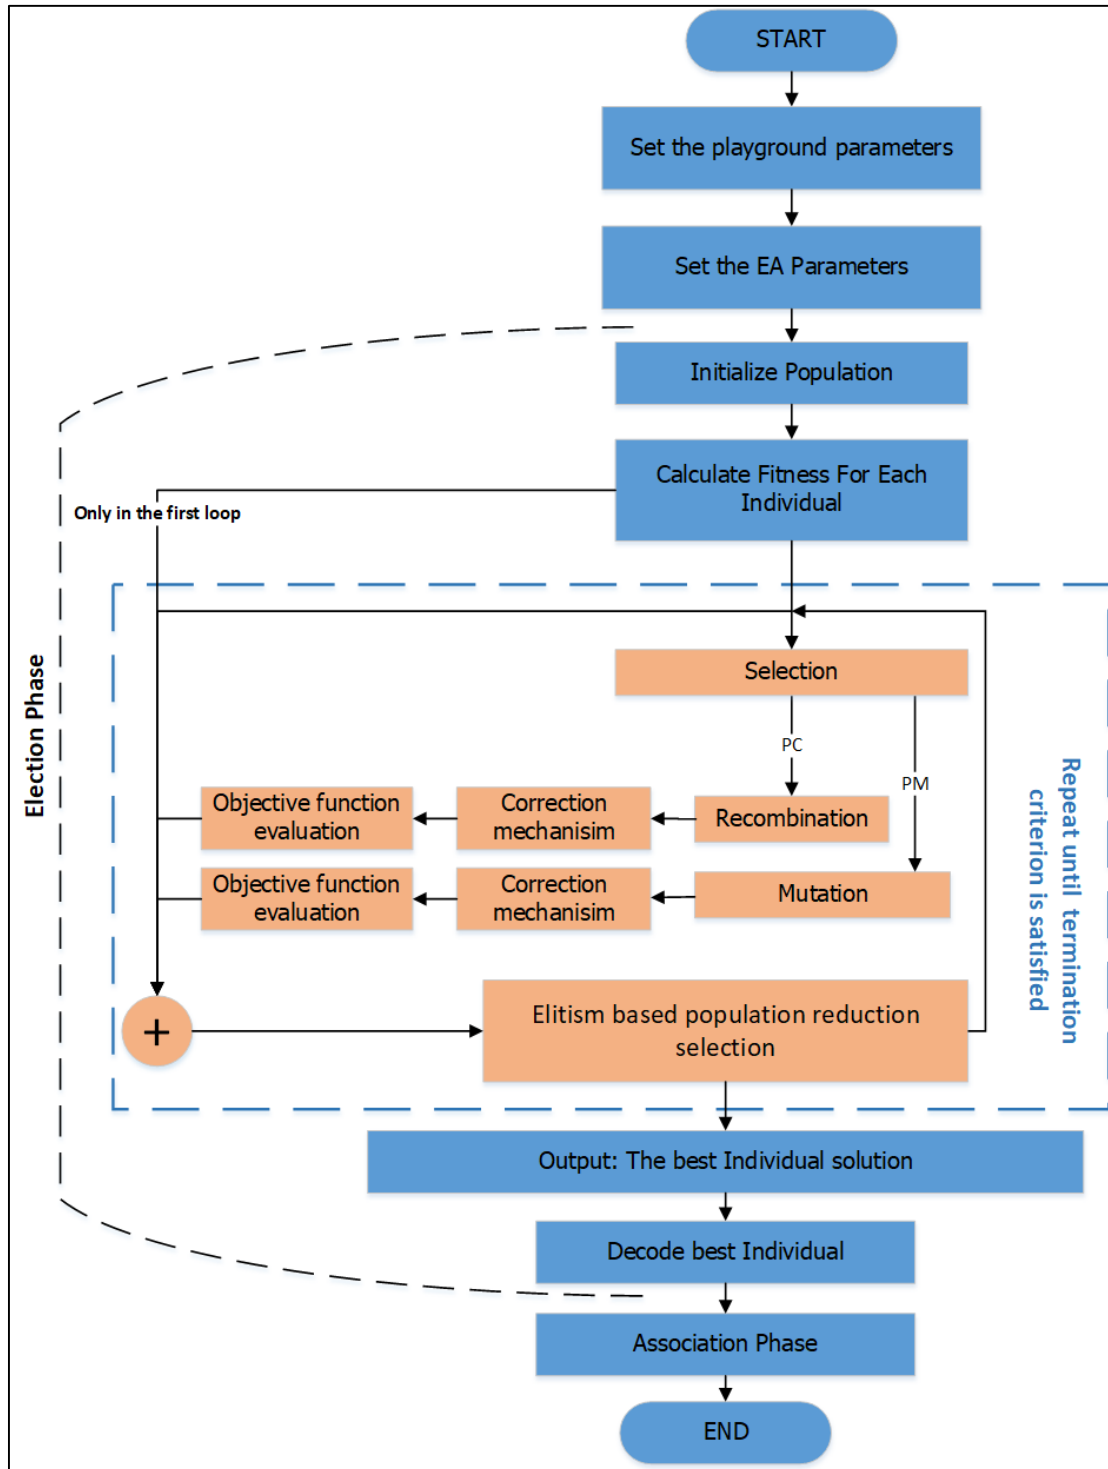 START
Set the playground parameters
Set the EA Parameters
Initialize Population
Calculate Fitness For Each
Individual
Only in the first loop
Election Phase
Selection
PC
PM
Repeat until termination
criterion is satisfied
Objective function
evaluation
Correction
mechanisim
Recombination
Objective function
evaluation
Correction
mechanisim
Mutation
+
Elitism based population reduction
selection
Output: The best Individual solution
Decode best Individual
Association Phase
END